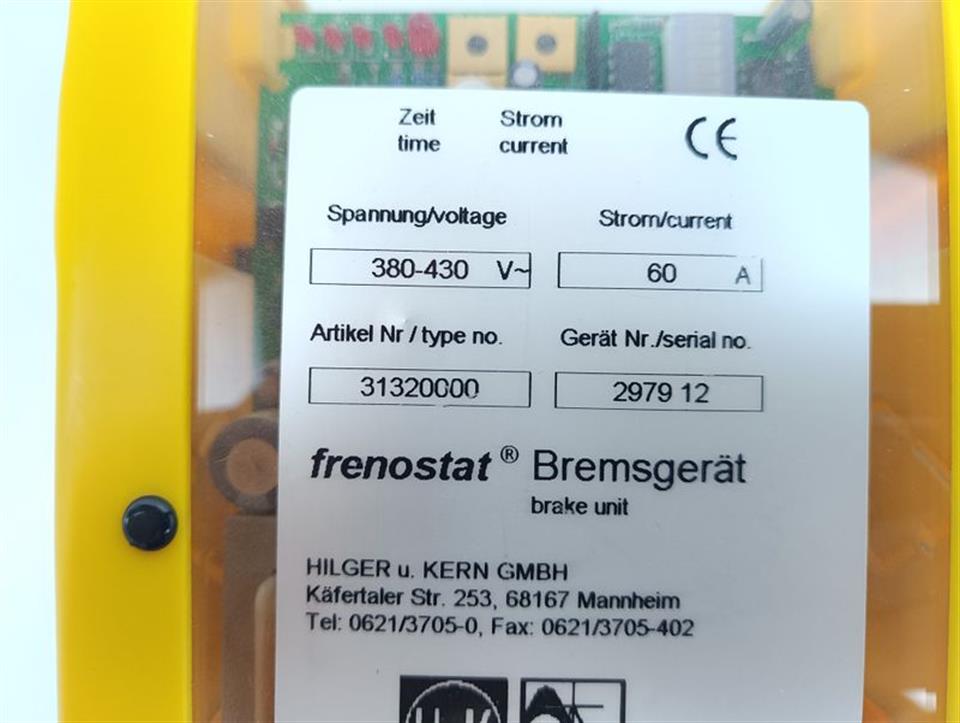 Zeit Strom
time current
CE
Spannung/voltage Strom/current
380-430 V~ 60 A
Artikel Nr / type no. Gerät Nr./serial no.
31320000 2979 12
frenostat® Bremsgerät
brake unit
HILGER u. KERN GMBH
Käfertaler Str. 253, 68167 Mannheim
Tel: 0621/3705-0, Fax: 0621/3705-402